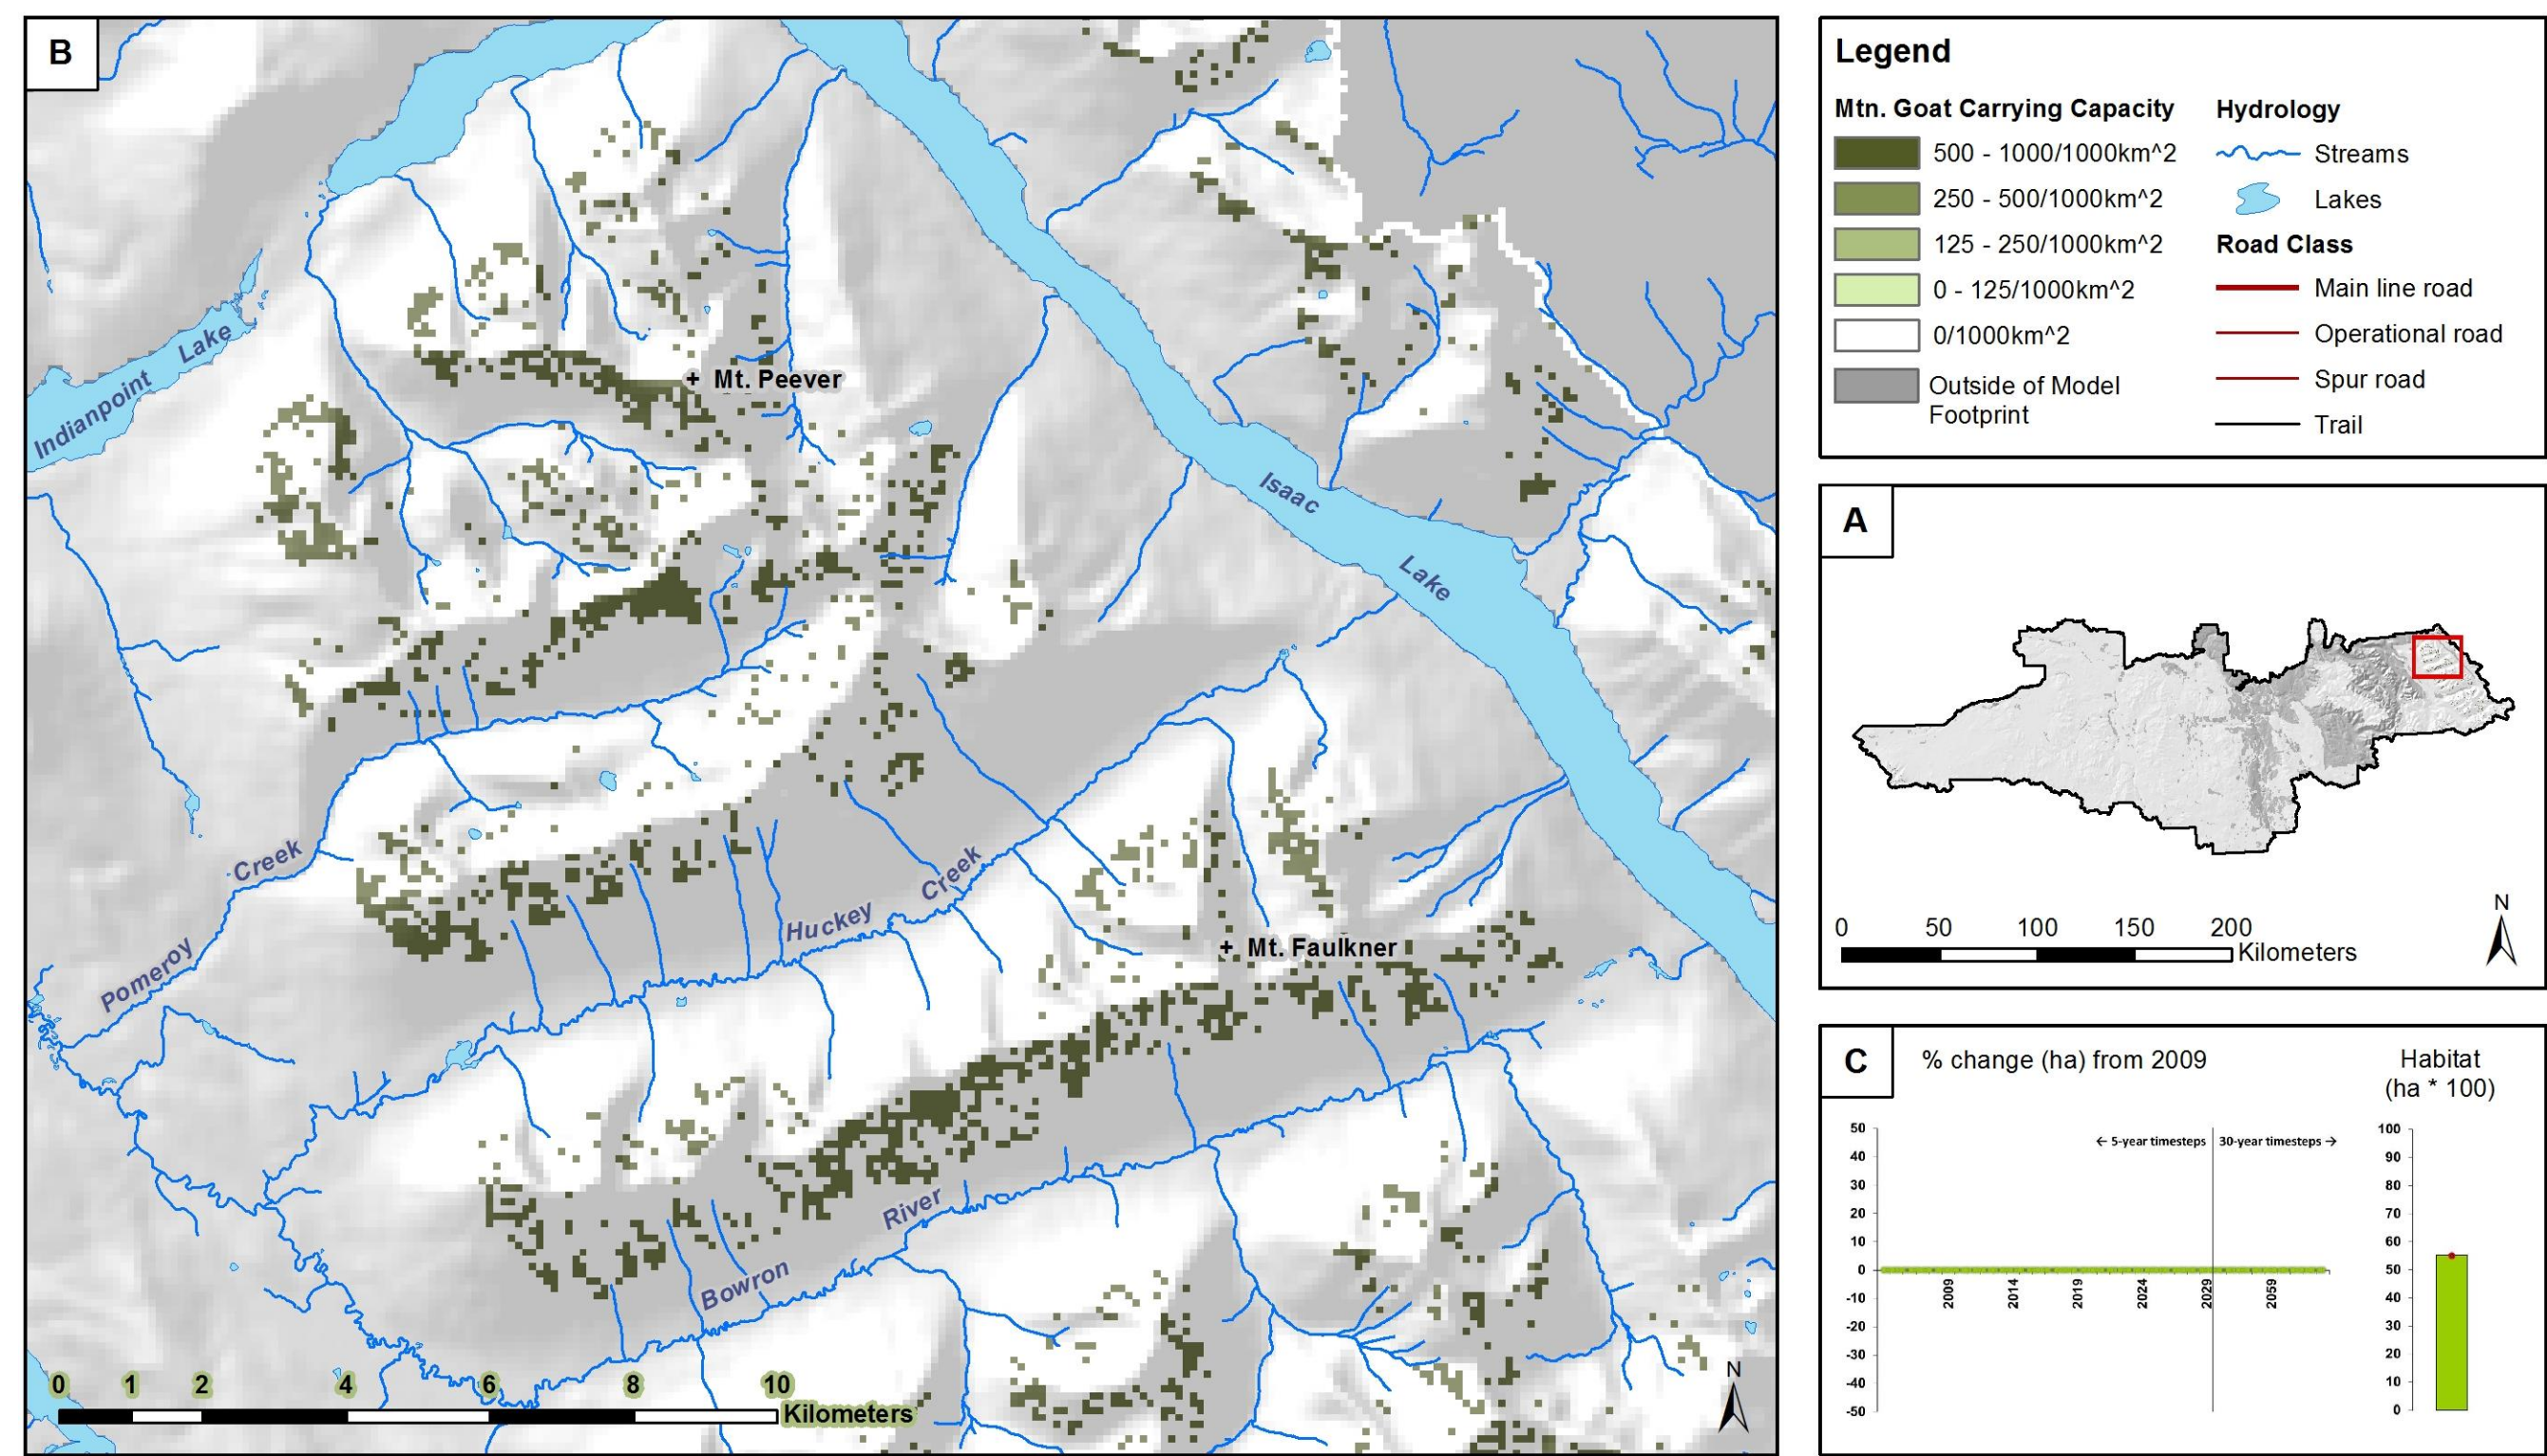 B
Indianpoint Lake
+ Mt. Peever
Isaac
Lake
Pomeroy
Creek
Huckey
Creek
+ Mt. Faulkner
Bowron
River
0 1 2 4 6 8 10
Kilometers
N
Legend
Mtn. Goat Carrying Capacity
500 - 1000/1000km^2
250 - 500/1000km^2
125 - 250/1000km^2
0 - 125/1000km^2
0/1000km^2
Outside of Model
Footprint
Hydrology
Streams
Lakes
Road Class
Main line road
Operational road
Spur road
Trail
A
0 50 100 150 200
Kilometers
N
C
% change (ha) from 2009
Habitat
(ha * 100)
← 5-year timesteps
30-year timesteps →
50
40
30
20
10
0
-10
-20
-30
-40
-50
2009 2014 2019 2024 2029 2059
100
90
80
70
60
50
40
30
20
10
0